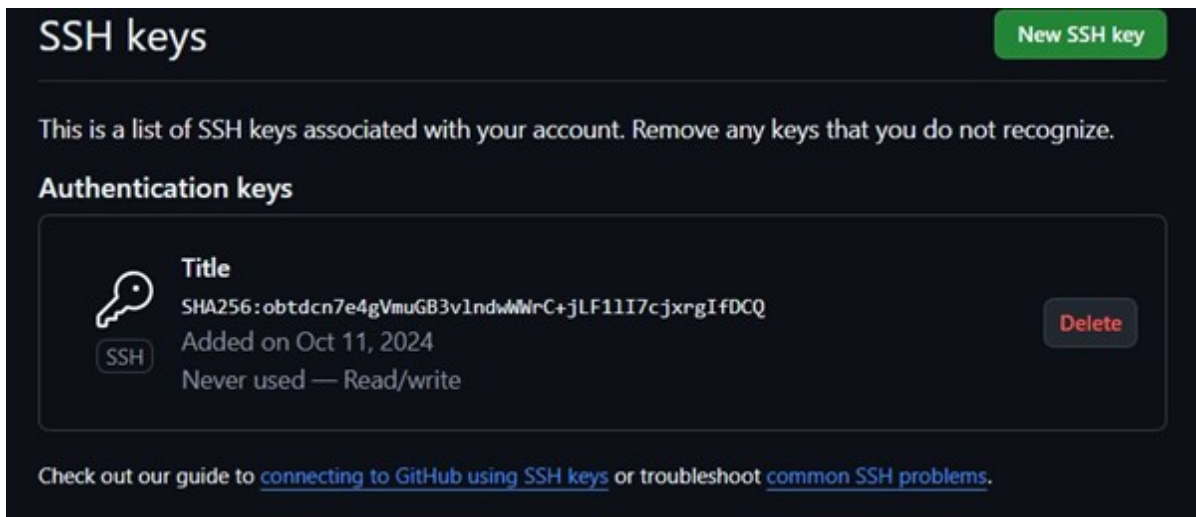 SSH keys
New SSH key
This is a list of SSH keys associated with your account. Remove any keys that you do not recognize.
Authentication keys
Title
SHA256:obtdcn7e4gVmuGB3vlndwWWrC+jLF1lI7cjxrgIfDCQ
Added on Oct 11, 2024
SSH
Never used — Read/write
Delete
Check out our guide to connecting to GitHub using SSH keys or troubleshoot common SSH problems.